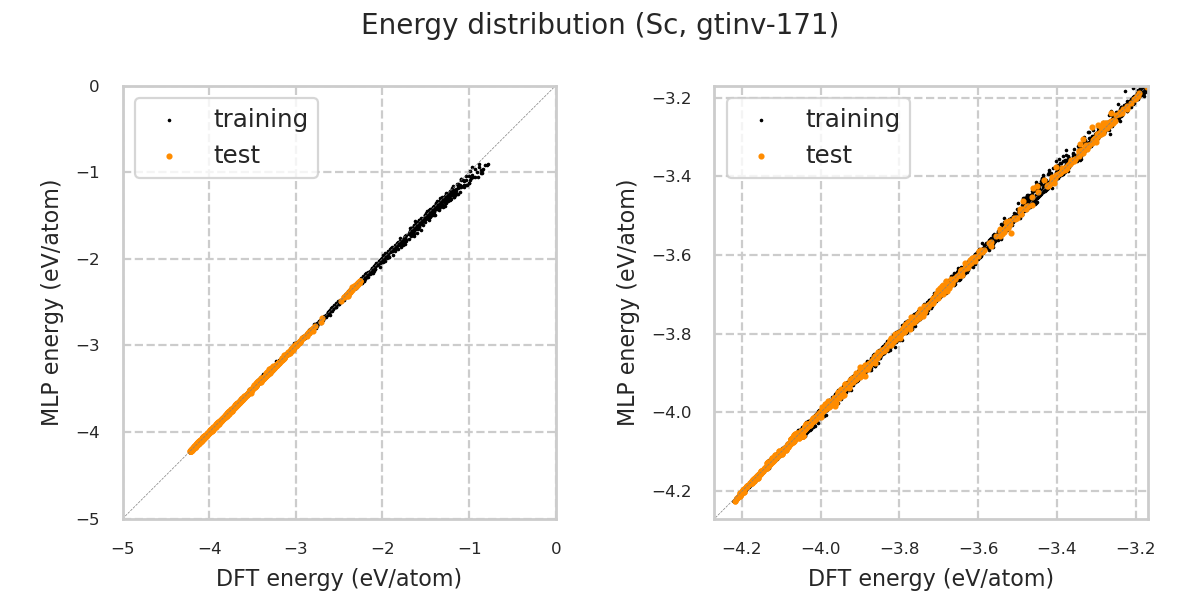 Energy distribution (Sc, gtinv-171)
training
test
0
−1
−2
−3
−4
−5
−5
−4
−3
−2
−1
0
MLP energy (eV/atom)
DFT energy (eV/atom)
training
test
−3.2
−3.4
−3.6
−3.8
−4.0
−4.2
−4.2
−4.0
−3.8
−3.6
−3.4
−3.2
MLP energy (eV/atom)
DFT energy (eV/atom)